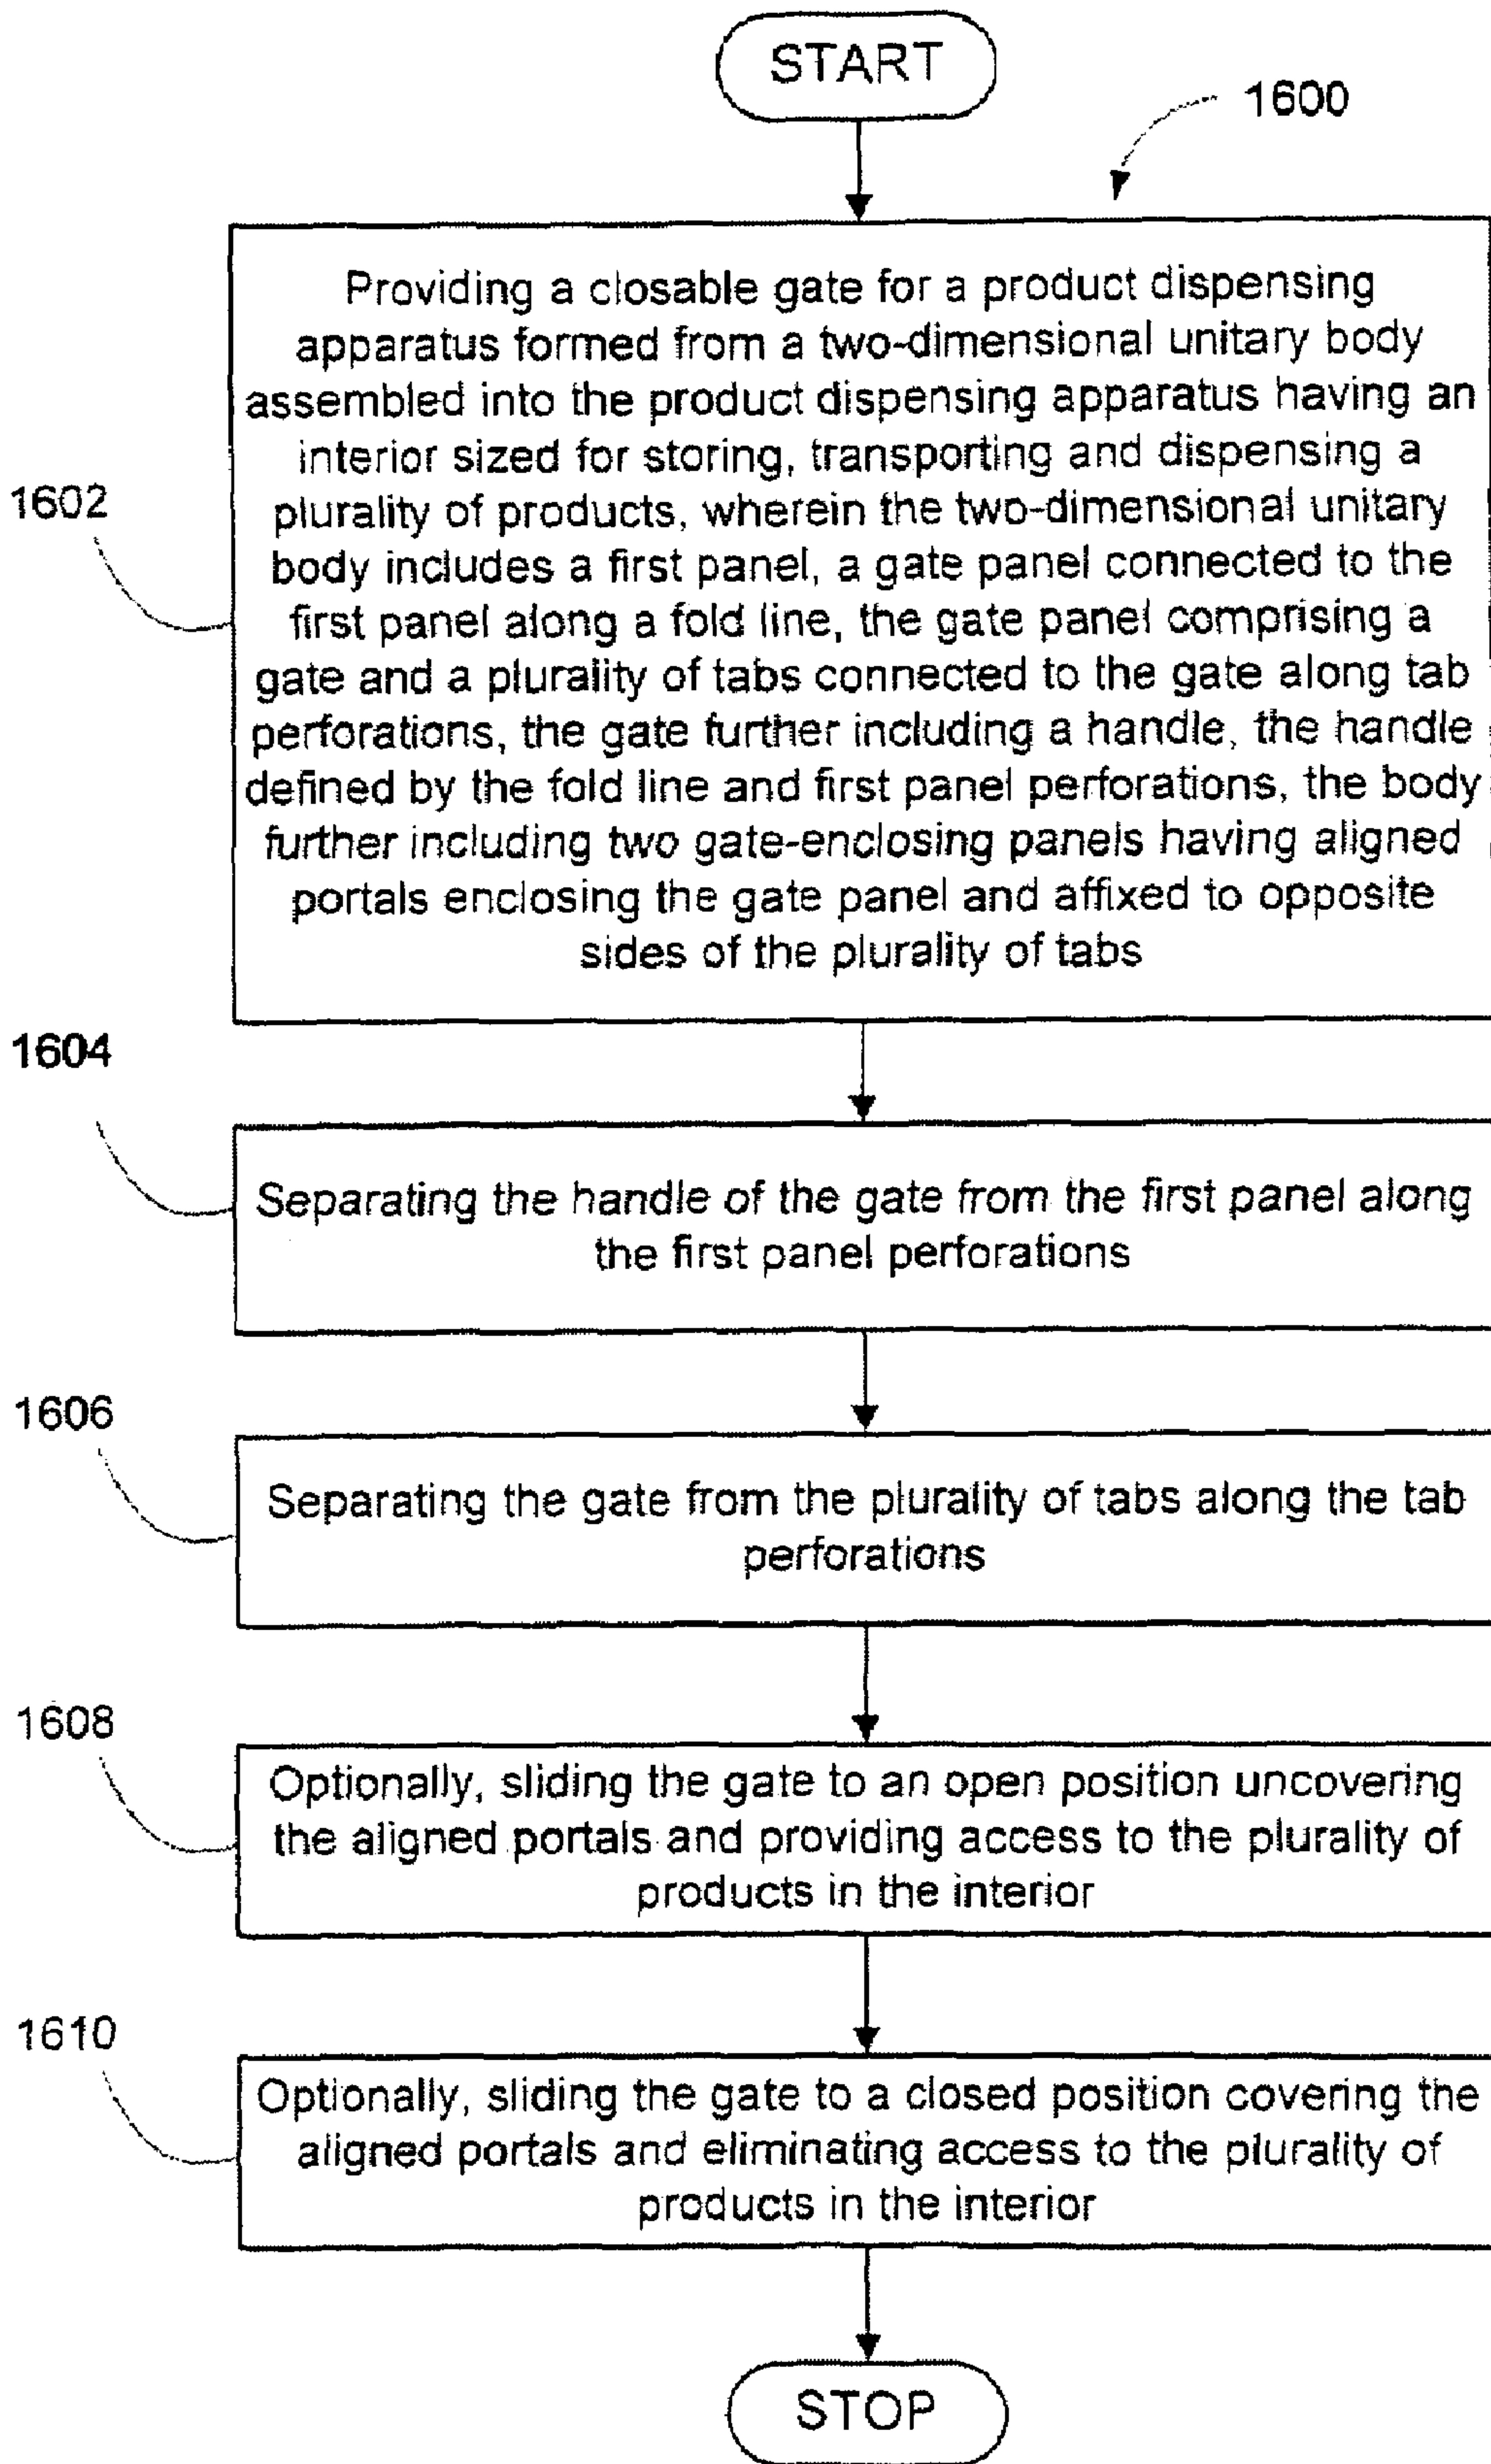 START
1600
Providing a closable gate for a product dispensing
apparatus formed from a two-dimensional unitary body
assembled into the product dispensing apparatus having an
interior sized for storing, transporting and dispensing a
1602
plurality of products, wherein the two-dimensional unitary
body includes a first panel, a gate panel connected to the
first panel along a fold line, the gate panel comprising a
gate and a plurality of tabs connected to the gate along tab
perforations, the gate further including a handle, the handle
defined by the fold line and first panel perforations, the body
further including two gate-enclosing panels having aligned
portals enclosing the gate panel and affixed to opposite
sides of the plurality of tabs
1604
Separating the handle of the gate from the first panel along
the first panel perforations
1606
Separating the gate from the plurality of tabs along the tab
perforations
1608
Optionally, sliding the gate to an open position uncovering
the aligned portals and providing access to the plurality of
products in the interior
1610
Optionally, sliding the gate to a closed position covering the
aligned portals and eliminating access to the plurality of
products in the interior
STOP